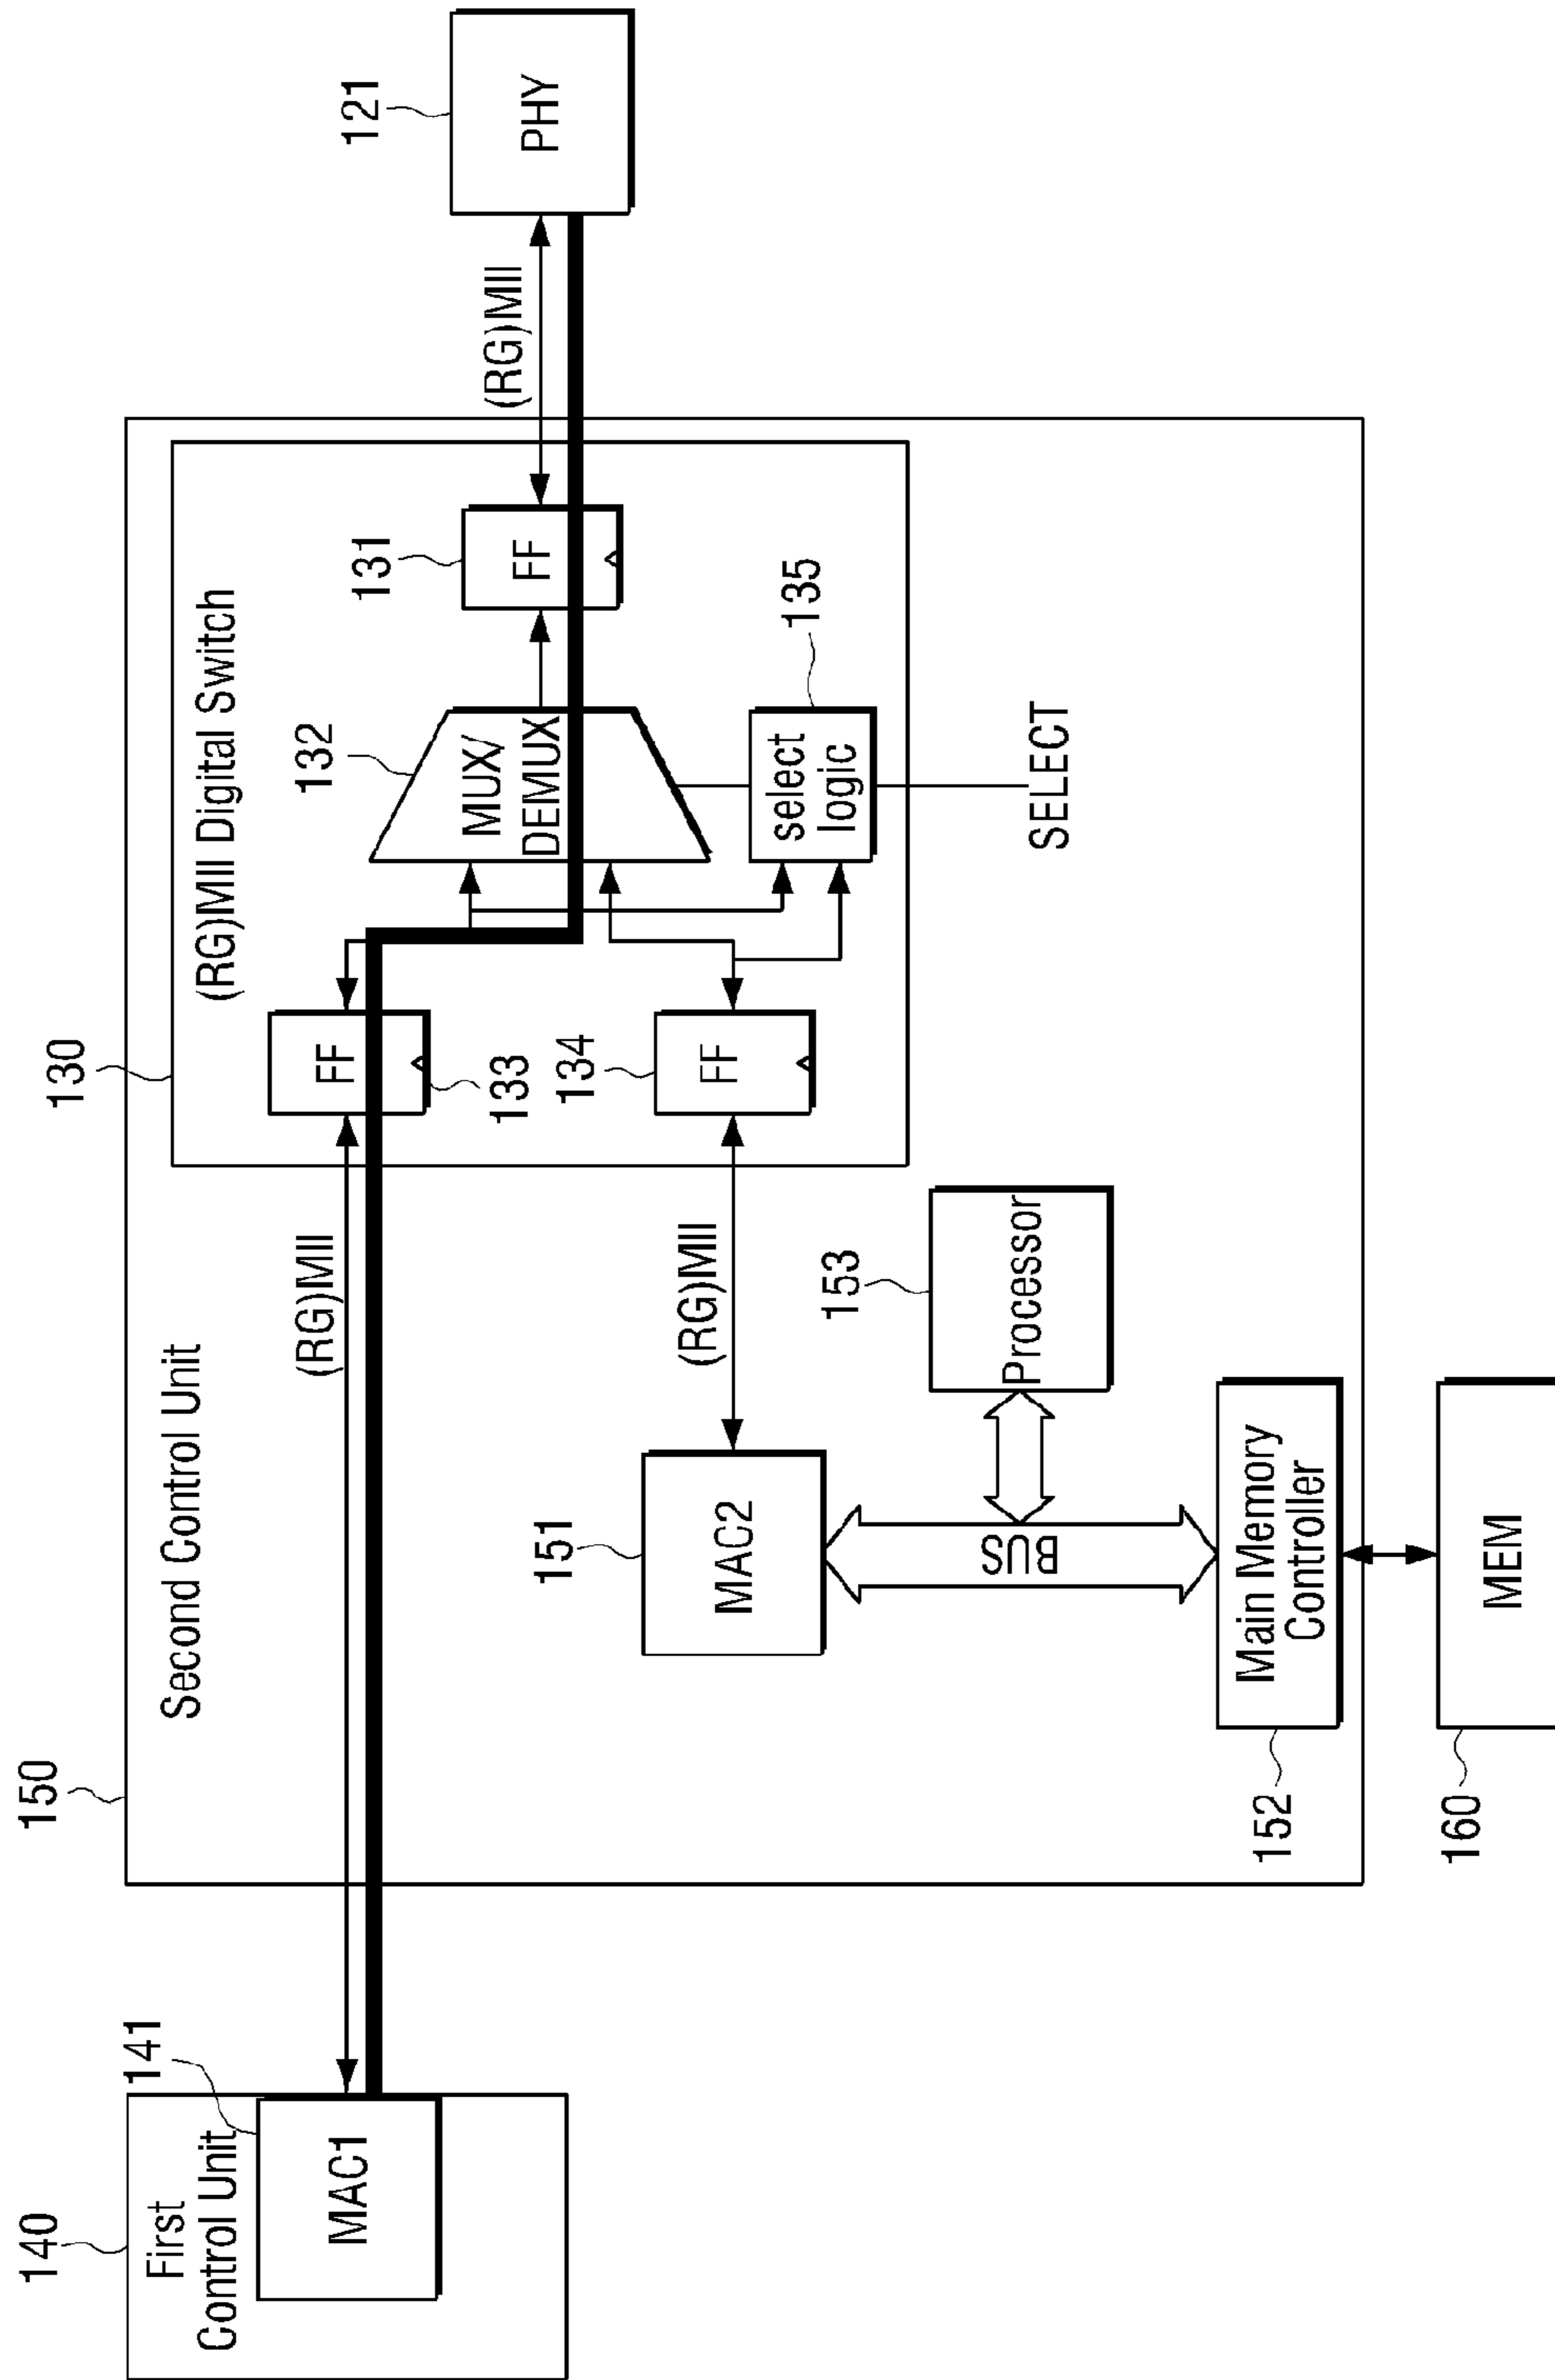 140
First
Control Unit
141
MAC1
150
Second Control Unit
130
(RG)MII Digital Switch
(RG)MII
FF
133
132
MUX/
DEMUX
131
FF
(RG)MII
121
PHY
134
FF
135
select
logic
SELECT
(RG)MII
151
MAC2
153
Processor
BUS
152
Main Memory
Controller
160
MEM